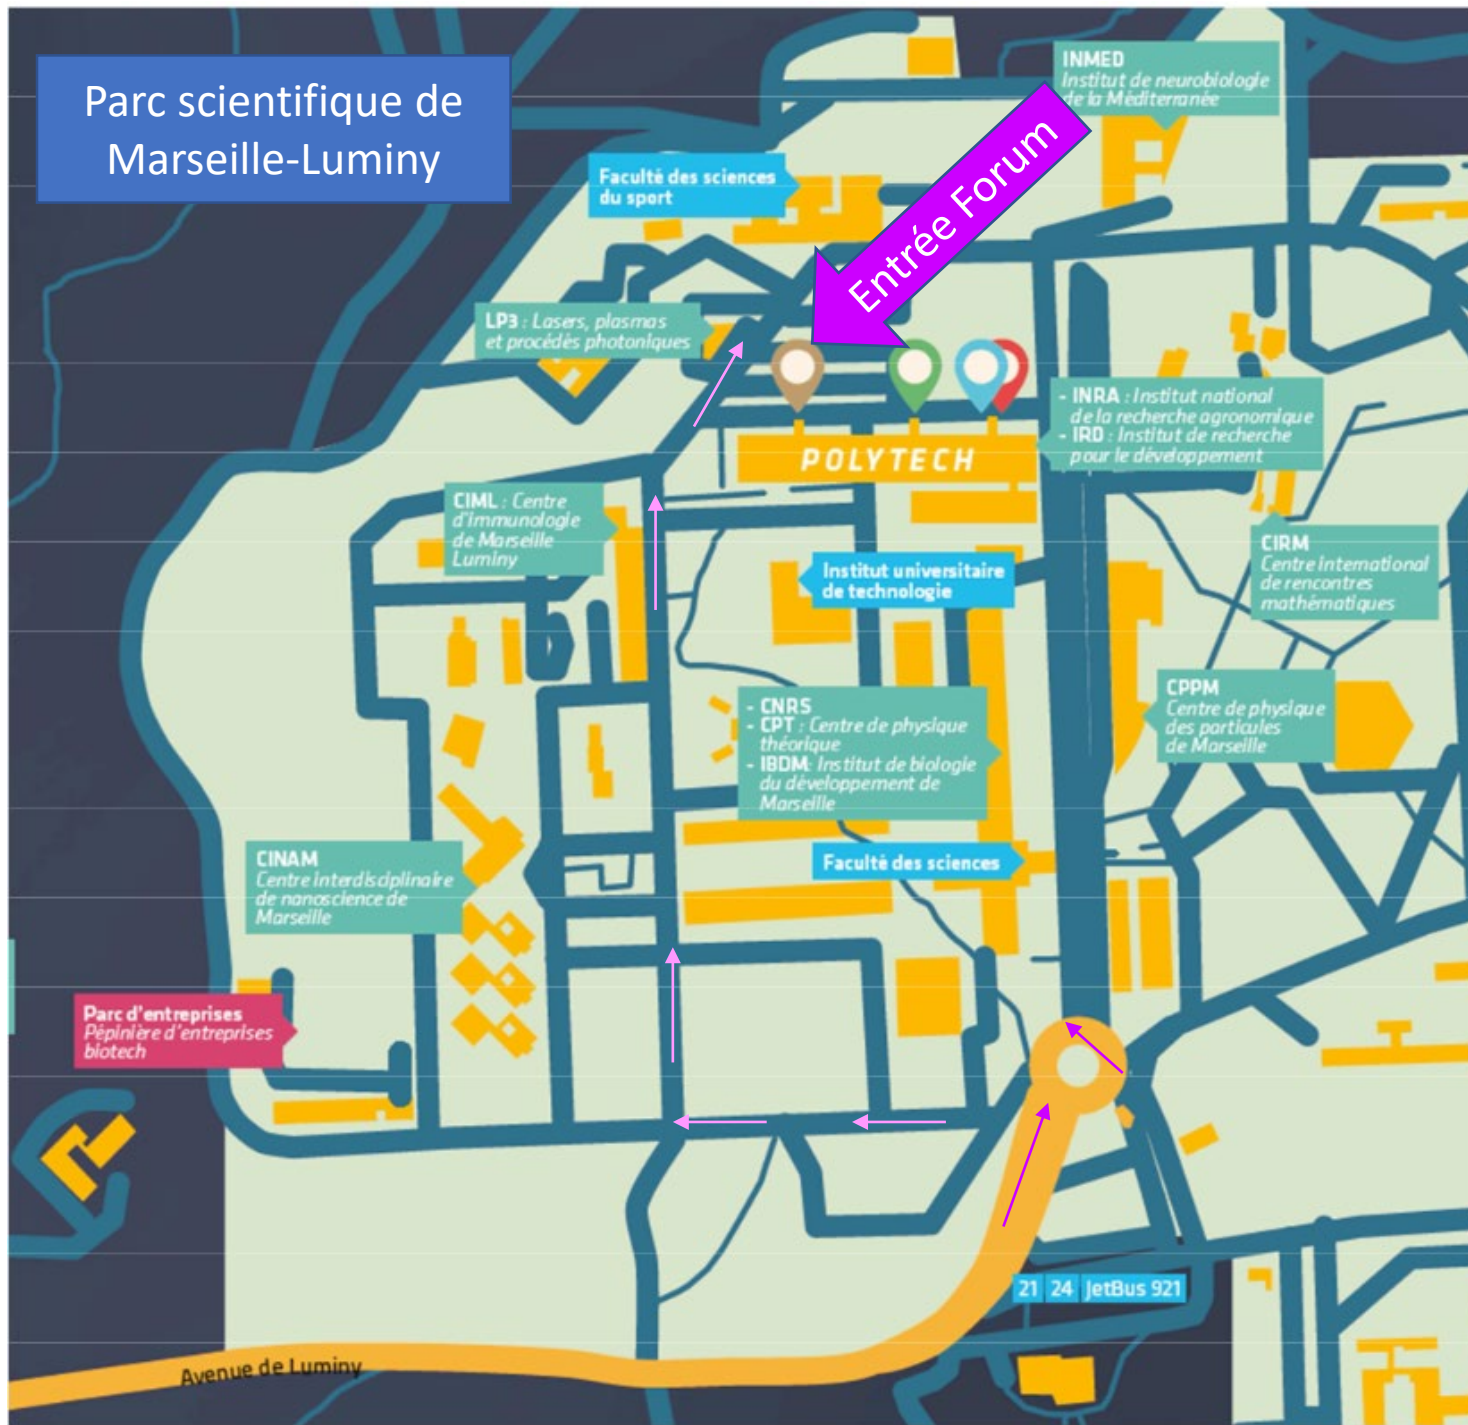 Parc scientifique de
Marseille-Luminy
INMED
Institut de neurobiologie
de la Méditerranée
Entrée Forum
Faculté des sciences
du sport
LP3 : Lasers, plasmas
et procédés photoniques
- INRA : Institut national
de la recherche agronomique
- IRD : Institut de recherche
pour le développement
POLYTECH
CIML : Centre
d'immunologie
de Marseille
Luminy
CIRM
Centre international
de rencontres
mathématiques
Institut universitaire
de technologie
CPPM
Centre de physique
des particules
de Marseille
- CNRS
- CPT : Centre de physique
théorique
- IBDM: Institut de biologie
du développement de
Marseille
CINAM
Centre interdisciplinaire
de nanoscience de
Marseille
Faculté des sciences
Parc d'entreprises
Pépinière d'entreprises
biotech
21 24 JetBus 921
Avenue de Luminy